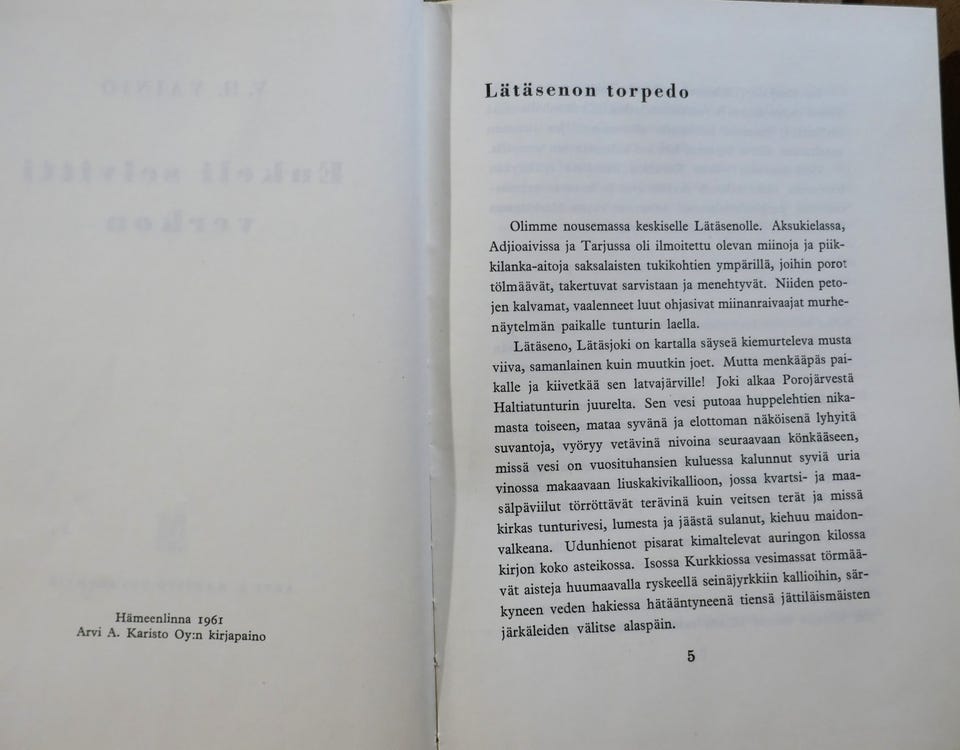 Hämeenlinna 1961
Arvi A. Karisto Oy:n kirjapaino
Lätäsenon torpedo
Olimme nousemassa keskiselle Lätäsenolle. Aksukielassa,
Adjioaivissa ja Tarjussa oli ilmoitettu olevan miinoja ja piik-
kilanka-aitoja saksalaisten tukikohtien ympärillä, joihin porot
tölmäävät, takertuvat sarvistaan ja menehtyvät. Niiden peto-
jen kalvamat, vaalenneet luut ohjasivat miinanraivaajat murhe-
näytelmän paikalle tunturin laella.
Lätäseno, Lätäsjoki on kartalla säyseä kiemurteleva musta
viiva, samanlainen kuin muutkin joet. Mutta menkääpäs pai-
kalle ja kiivetkää sen latvajärville! Joki alkaa Porojärvestä
Haltiatunturin juurelta. Sen vesi putoaa huppelehtien nika-
masta toiseen, mataa syvänä ja elottoman näköisenä lyhyitä
suvantoja, vyöryy vetävinä nivoina seuraavaan könkääseen,
missä vesi on vuosituhansien kuluessa kalunnut syviä uria
vinossa makaavaan liuskakivikallioon, jossa kvartsi- ja maa-
sälpäviilut törröttävät terävinä kuin veitsen terät ja missä
kirkas tunturivesi, lumesta ja jäästä sulanut, kiehuu maidon-
valkeana. Udunhienot pisarat kimaltelevat auringon kilossa
kirjon koko asteikossa. Isossa Kurkkiossa vesimassat törmää-
vät aisteja huumaavalla ryskeellä seinäjyrkkiin kallioihin, sär-
kyneen veden hakiessa hätääntyneenä tiensä jättiläismäisten
järkäleiden välitse alaspäin.
5